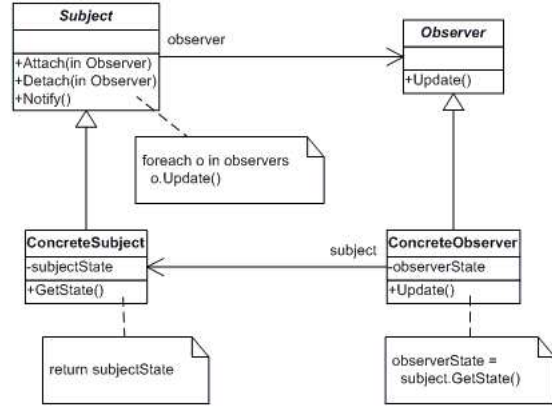 Subject
observer
Observer
+Attach(in Observer)
+Detach(in Observer)
+Notify()
+Update()
foreach o in observers
o.Update()
ConcreteSubject
-subjectState
+GetState()
subject
ConcreteObserver
-observerState
+Update()
return subjectState
observerState =
subject.GetState()